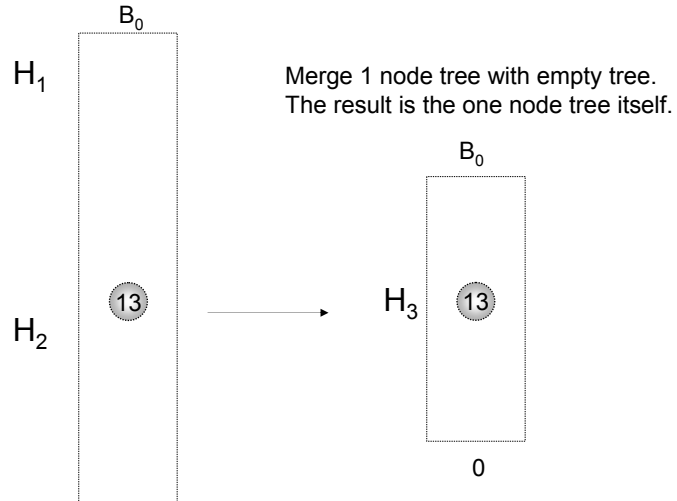 B₀
H₁
Merge 1 node tree with empty tree.
The result is the one node tree itself.
B₀
13
H₃
13
H₂
0